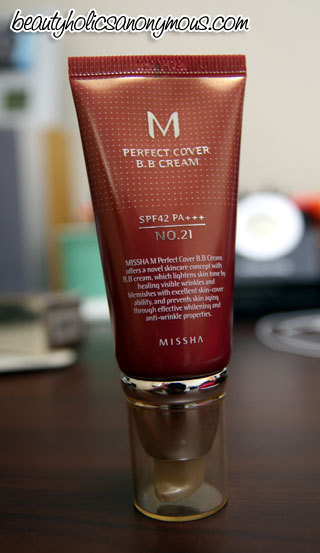 beautyholicsanonymous.com
M
PERFECT COVER
B.B CREAM
SPF42 PA+++
NO.21
MISSHA M Perfect Cover B.B Cream
offers a novel skincare concept with
B.B cream, which lightens skin tone by
healing visible wrinkles and
blemishes with excellent skin-cover
ability, and prevents skin aging
through effective whitening and
anti-wrinkle properties.
MISSHA